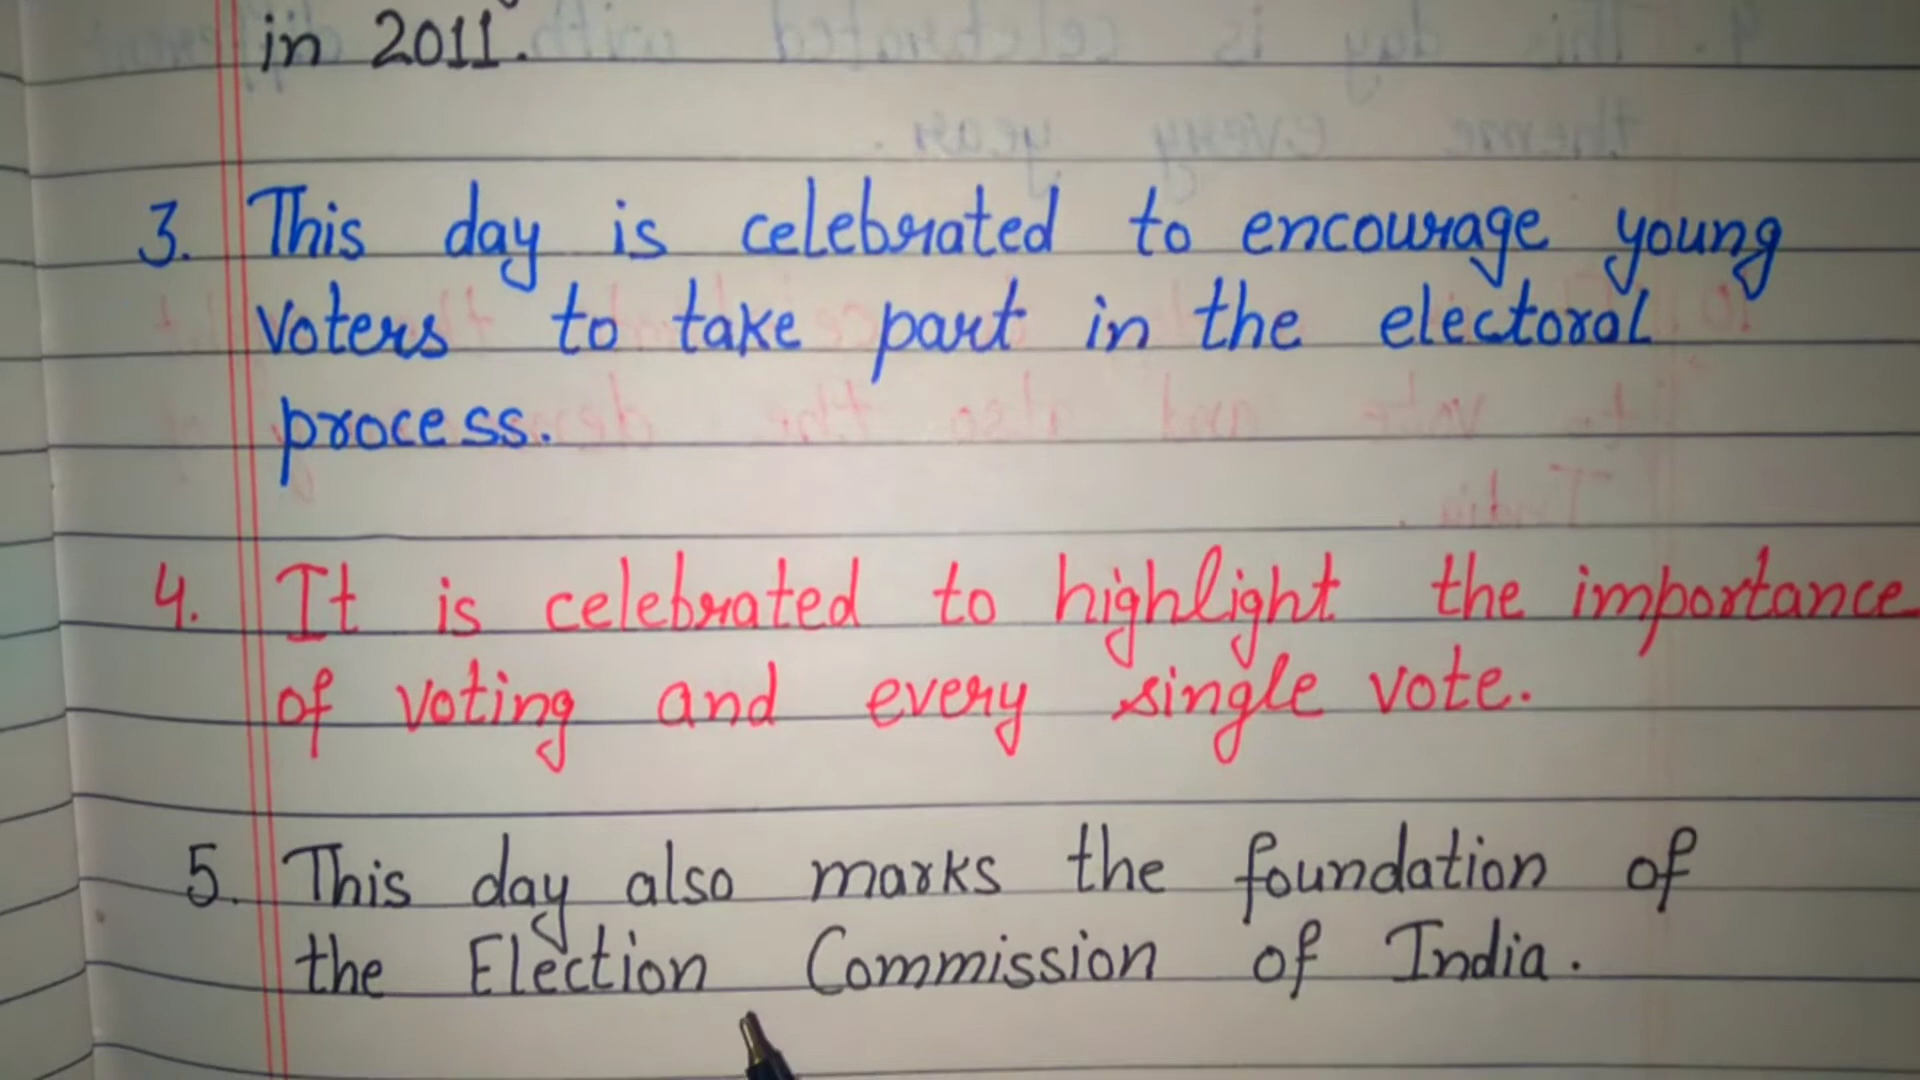 in 2011.
3. This day is celebrated to encourage young
voters to take part in the electoral
process.
4. It is celebrated to highlight the importance
of voting and every single vote.
5. This day also marks the foundation of
the Election Commission of India.